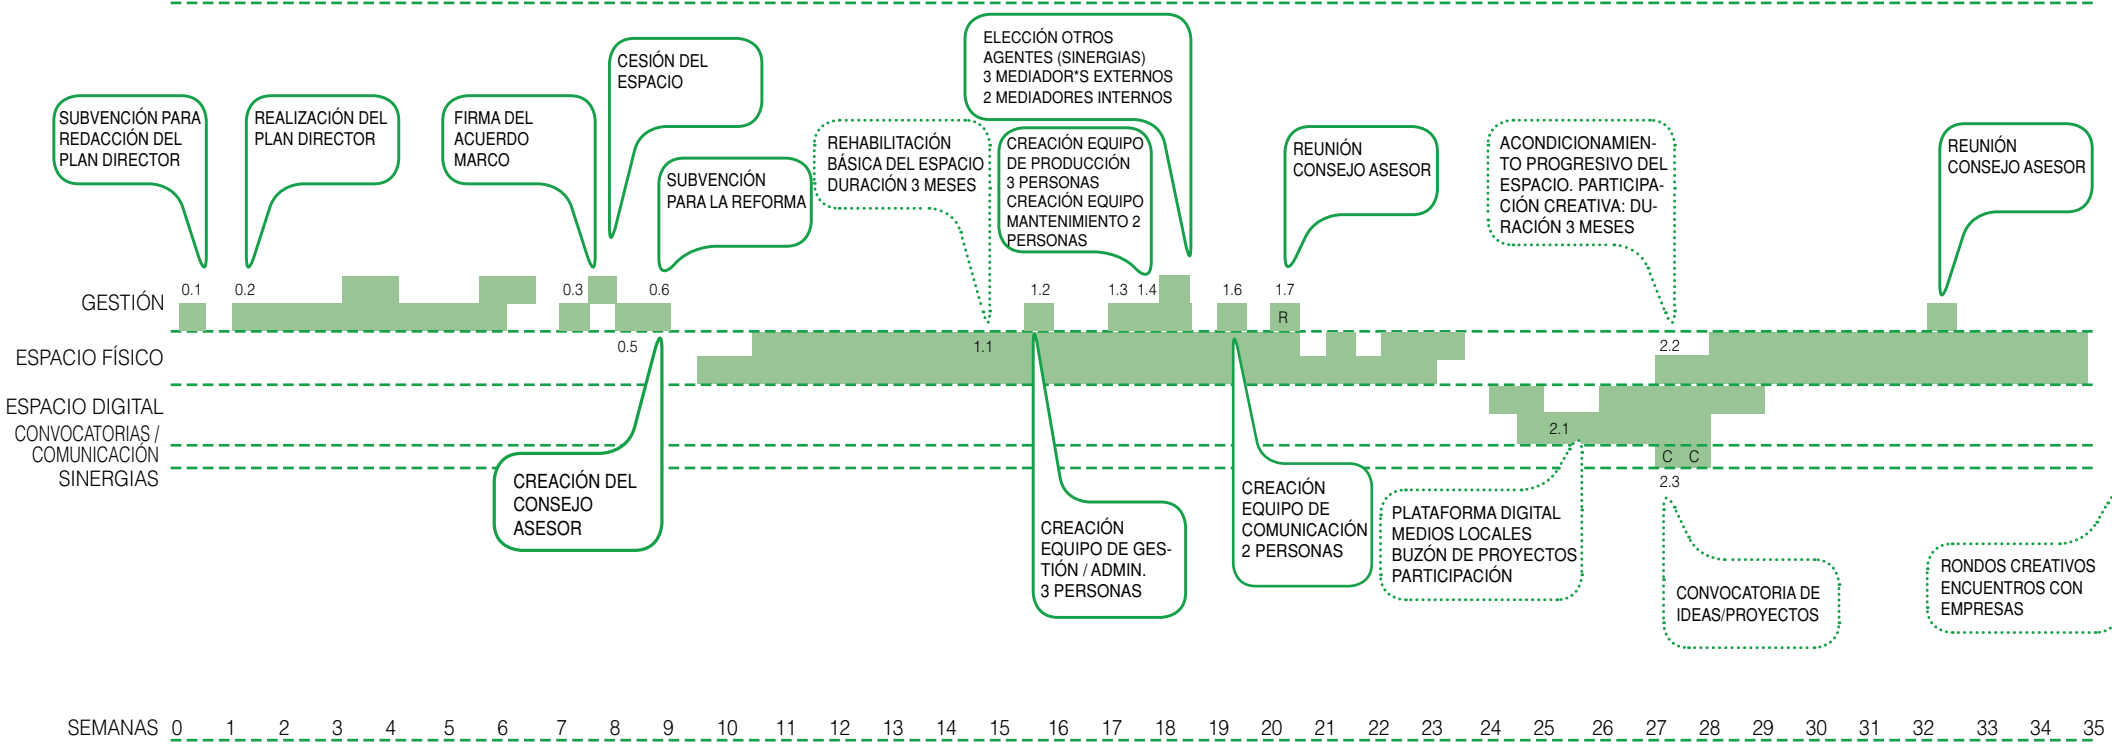 ELECCIÓN OTROS
AGENTES (SINERGIAS)
3 MEDIADOR*S EXTERNOS
2 MEDIADORES INTERNOS
CESIÓN DEL
ESPACIO
SUBVENCIÓN PARA
REDACCIÓN DEL
PLAN DIRECTOR
REALIZACIÓN DEL
PLAN DIRECTOR
FIRMA DEL
ACUERDO
MARCO
SUBVENCIÓN
PARA LA REFORMA
REHABILITACIÓN
BÁSICA DEL ESPACIO
DURACIÓN 3 MESES
CREACIÓN EQUIPO
DE PRODUCCIÓN
3 PERSONAS
CREACIÓN EQUIPO
MANTENIMIENTO 2
PERSONAS
REUNIÓN
CONSEJO ASESOR
ACONDICIONAMIEN-
TO PROGRESIVO DEL
ESPACIO. PARTICIPA-
CIÓN CREATIVA: DU-
RACIÓN 3 MESES
REUNIÓN
CONSEJO ASESOR
GESTIÓN
0.1 0.2 0.3 0.6 1.2 1.3 1.4 1.6 1.7
R
ESPACIO FÍSICO
0.5 1.1 2.2
ESPACIO DIGITAL
CONVOCATORIAS /
COMUNICACIÓN
2.1
C C
SINERGIAS
2.3
CREACIÓN DEL
CONSEJO
ASESOR
CREACIÓN
EQUIPO DE GES-
TIÓN / ADMIN.
3 PERSONAS
CREACIÓN
EQUIPO DE
COMUNICACIÓN
2 PERSONAS
PLATAFORMA DIGITAL
MEDIOS LOCALES
BUZÓN DE PROYECTOS
PARTICIPACIÓN
CONVOCATORIA DE
IDEAS/PROYECTOS
RONDOS CREATIVOS
ENCUENTROS CON
EMPRESAS
SEMANAS 0 1 2 3 4 5 6 7 8 9 10 11 12 13 14 15 16 17 18 19 20 21 22 23 24 25 26 27 28 29 30 31 32 33 34 35